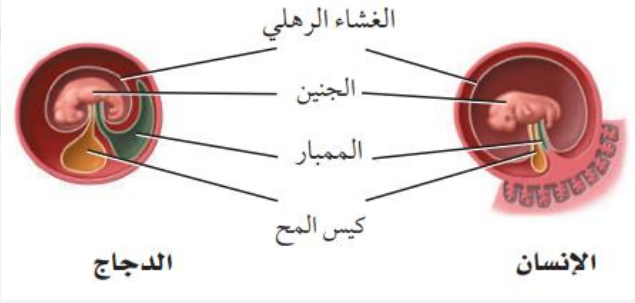 الغشاء الرهلي
الجنين
الممبار
كيس المح
الإنسان
الدجاج